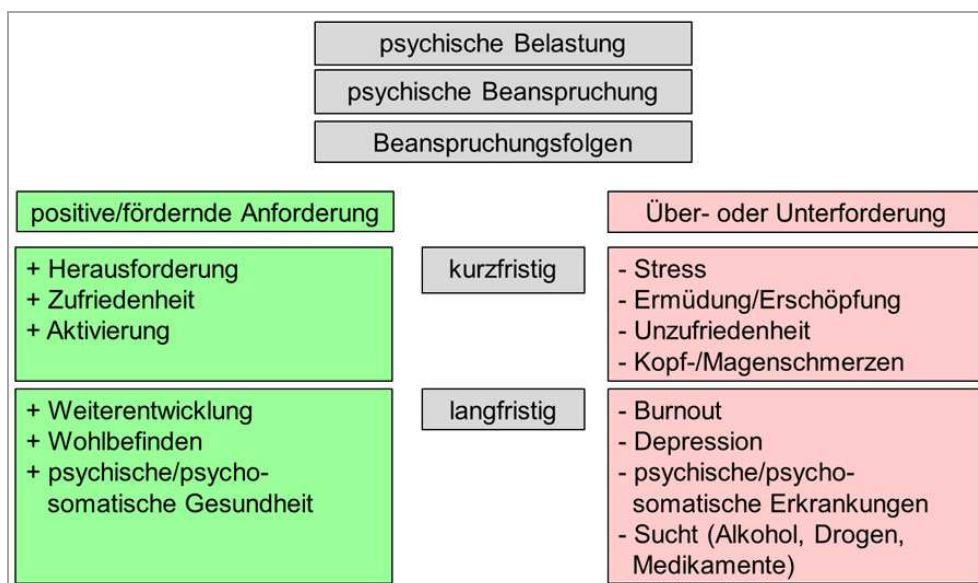 psychische Belastung
psychische Beanspruchung
Beanspruchungsfolgen
positive/fördernde Anforderung
Über- oder Unterforderung
+ Herausforderung
+ Zufriedenheit
+ Aktivierung
kurzfristig
- Stress
- Ermüdung/Erschöpfung
- Unzufriedenheit
- Kopf-/Magenschmerzen
+ Weiterentwicklung
+ Wohlbefinden
+ psychische/psycho-
somatische Gesundheit
langfristig
- Burnout
- Depression
- psychische/psycho-
somatische Erkrankungen
- Sucht (Alkohol, Drogen,
Medikamente)